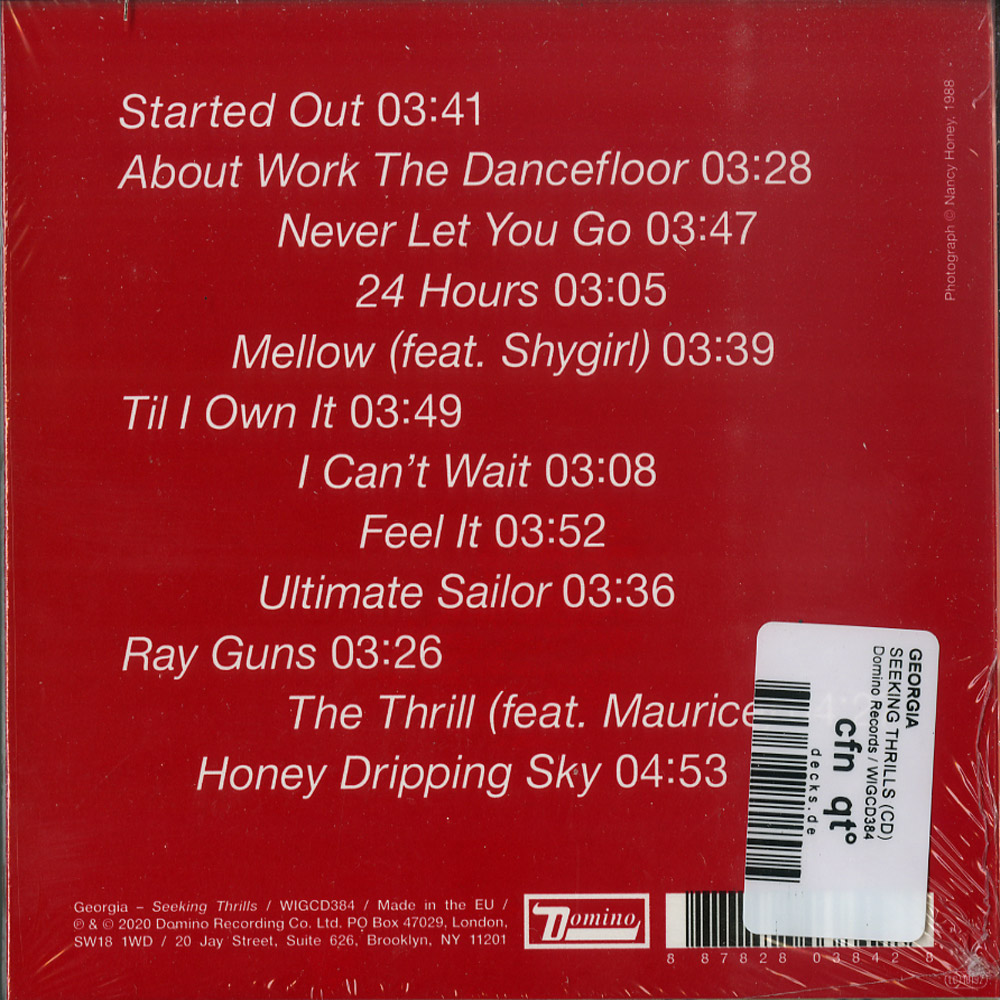 Started Out 03:41
About Work The Dancefloor 03:28
Never Let You Go 03:47
24 Hours 03:05
Mellow (feat. Shygirl) 03:39
Til I Own It 03:49
I Can't Wait 03:08
Feel It 03:52
Ultimate Sailor 03:36
Ray Guns 03:26
The Thrill (feat. Maurice
Honey Dripping Sky 04:53
Photograph © Nancy Honey, 1988
GEORGIA
SEEKING THRILLS (CD)
Domino Records / WIGCD384
cfn qt°
decks.de
Georgia – Seeking Thrills / WIGCD384 / Made in the EU /
℗ & © 2020 Domino Recording Co. Ltd. PO Box 47029, London,
SW18 1WD / 20 Jay Street, Suite 626, Brooklyn, NY 11201
Domino
8 87828 03842